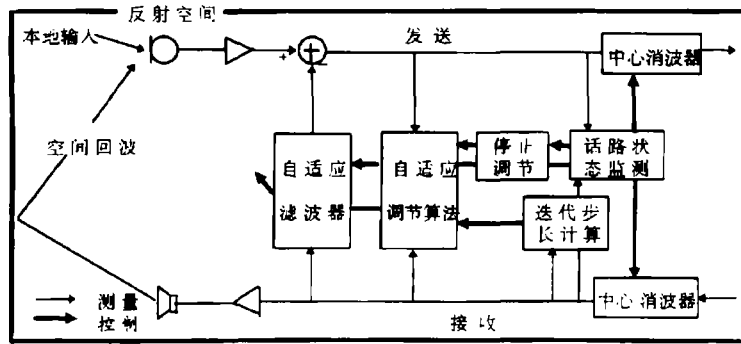 反射空间
本地输入
发送
中心消波器
+
−
空间回波
自适应
滤波器
自适应
调节算法
停止
调节
话路状
态监测
迭代步
长计算
测量
控制
接收
中心消波器